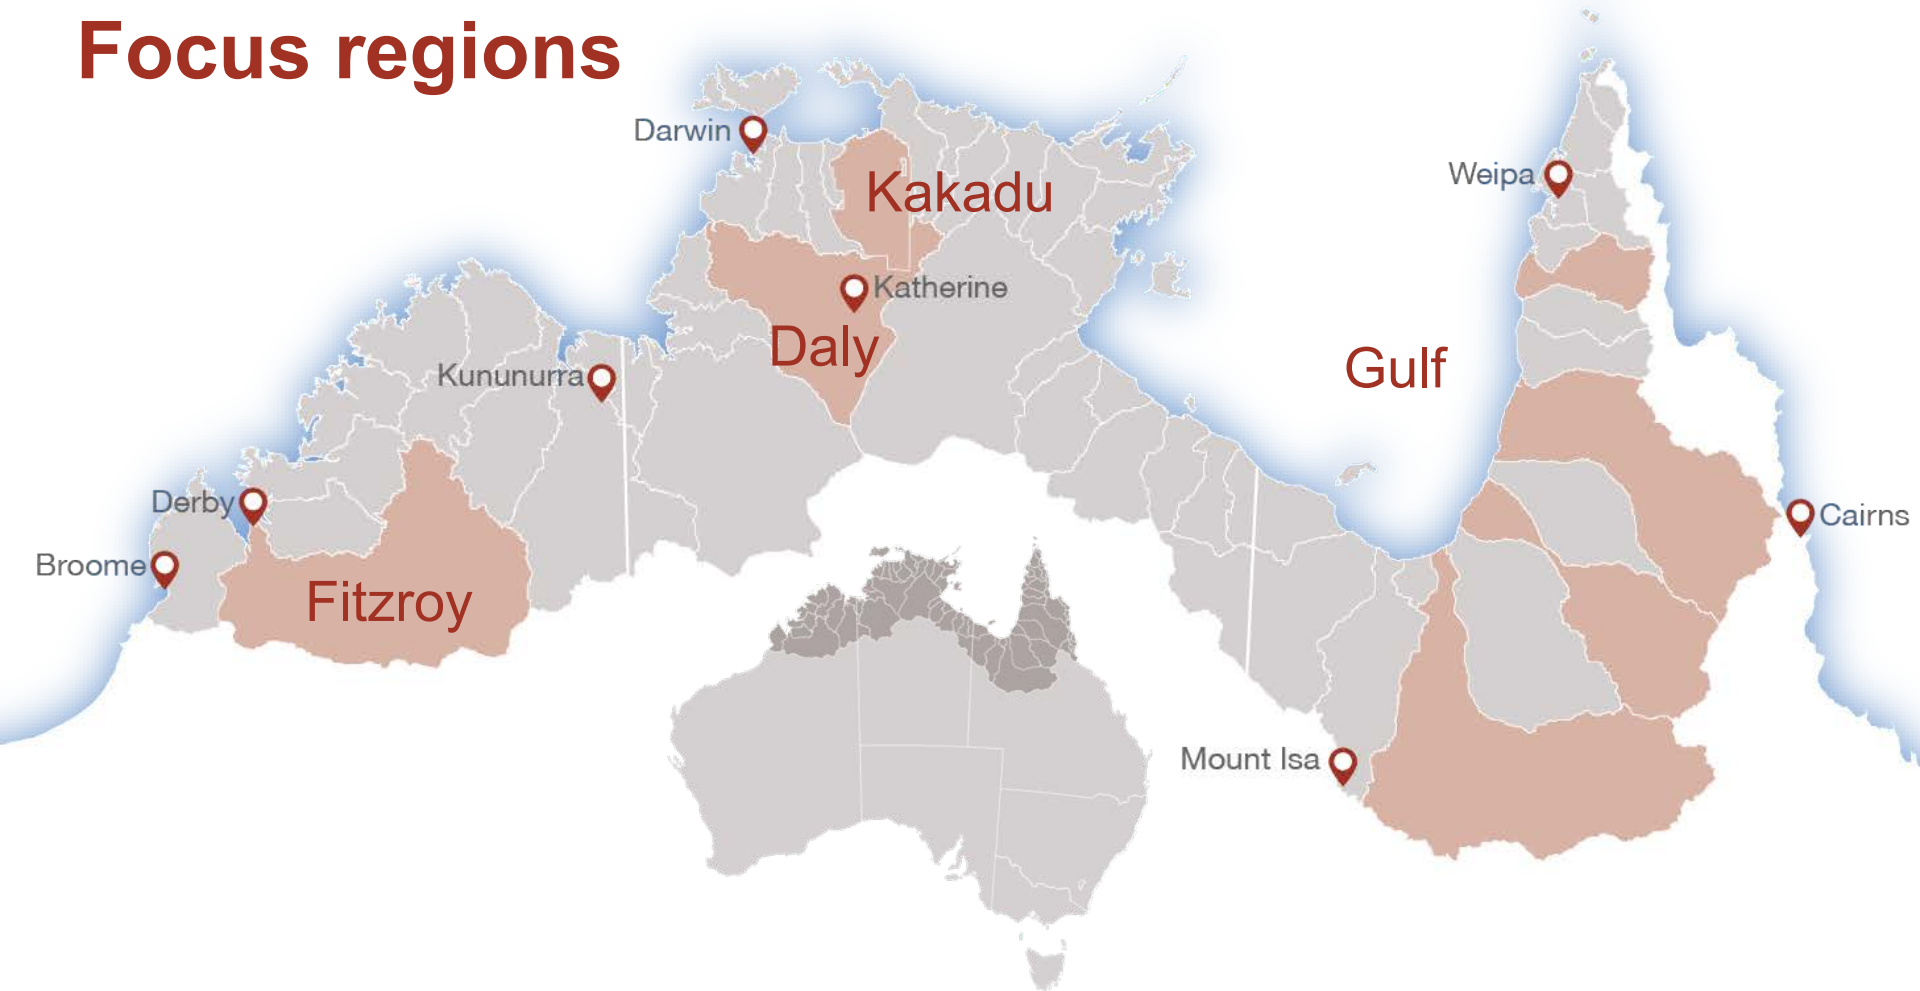 Focus regions
Darwin
Weipa
Kakadu
Katherine
Daly
Gulf
Kununurra
Derby
Cairns
Broome
Fitzroy
Mount Isa